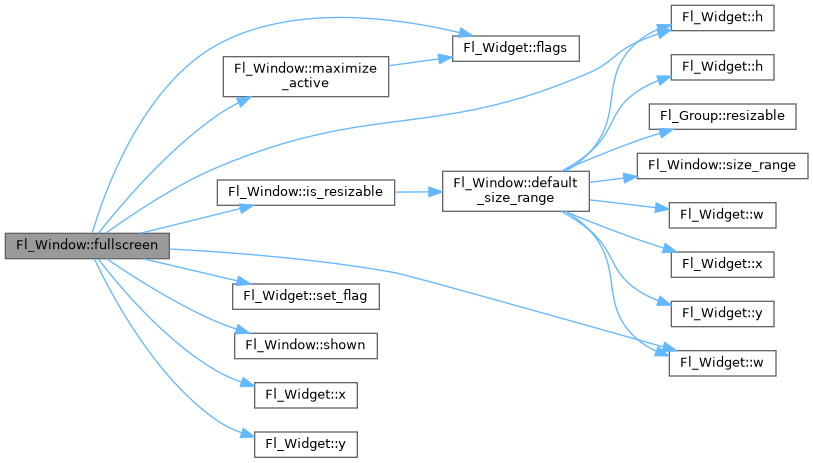 Fl_Window::fullscreen
Fl_Window::maximize
_active
Fl_Widget::flags
Fl_Window::is_resizable
Fl_Window::default
_size_range
Fl_Widget::h
Fl_Widget::h
Fl_Group::resizable
Fl_Window::size_range
Fl_Widget::w
Fl_Widget::x
Fl_Widget::y
Fl_Widget::w
Fl_Widget::set_flag
Fl_Window::shown
Fl_Widget::x
Fl_Widget::y